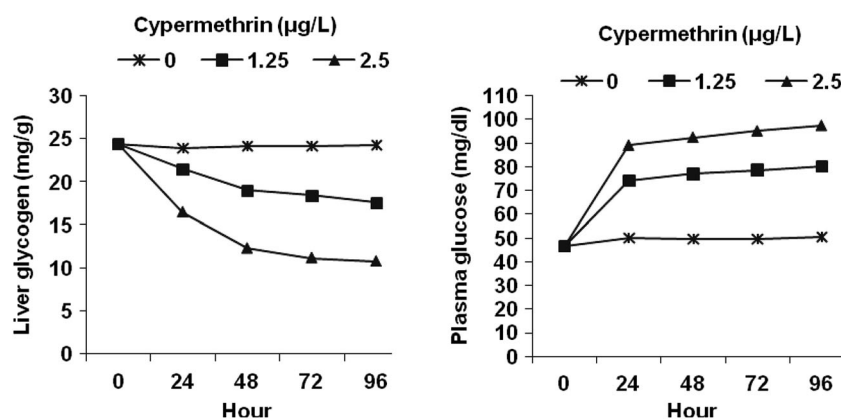 Cypermethrin (µg/L)
0 1.25 2.5
30
25
20
15
10
5
0
Liver glycogen (mg/g)
0 24 48 72 96
Hour
Cypermethrin (µg/L)
0 1.25 2.5
110
100
90
80
70
60
50
40
30
20
10
0
Plasma glucose (mg/dl)
0 24 48 72 96
Hour